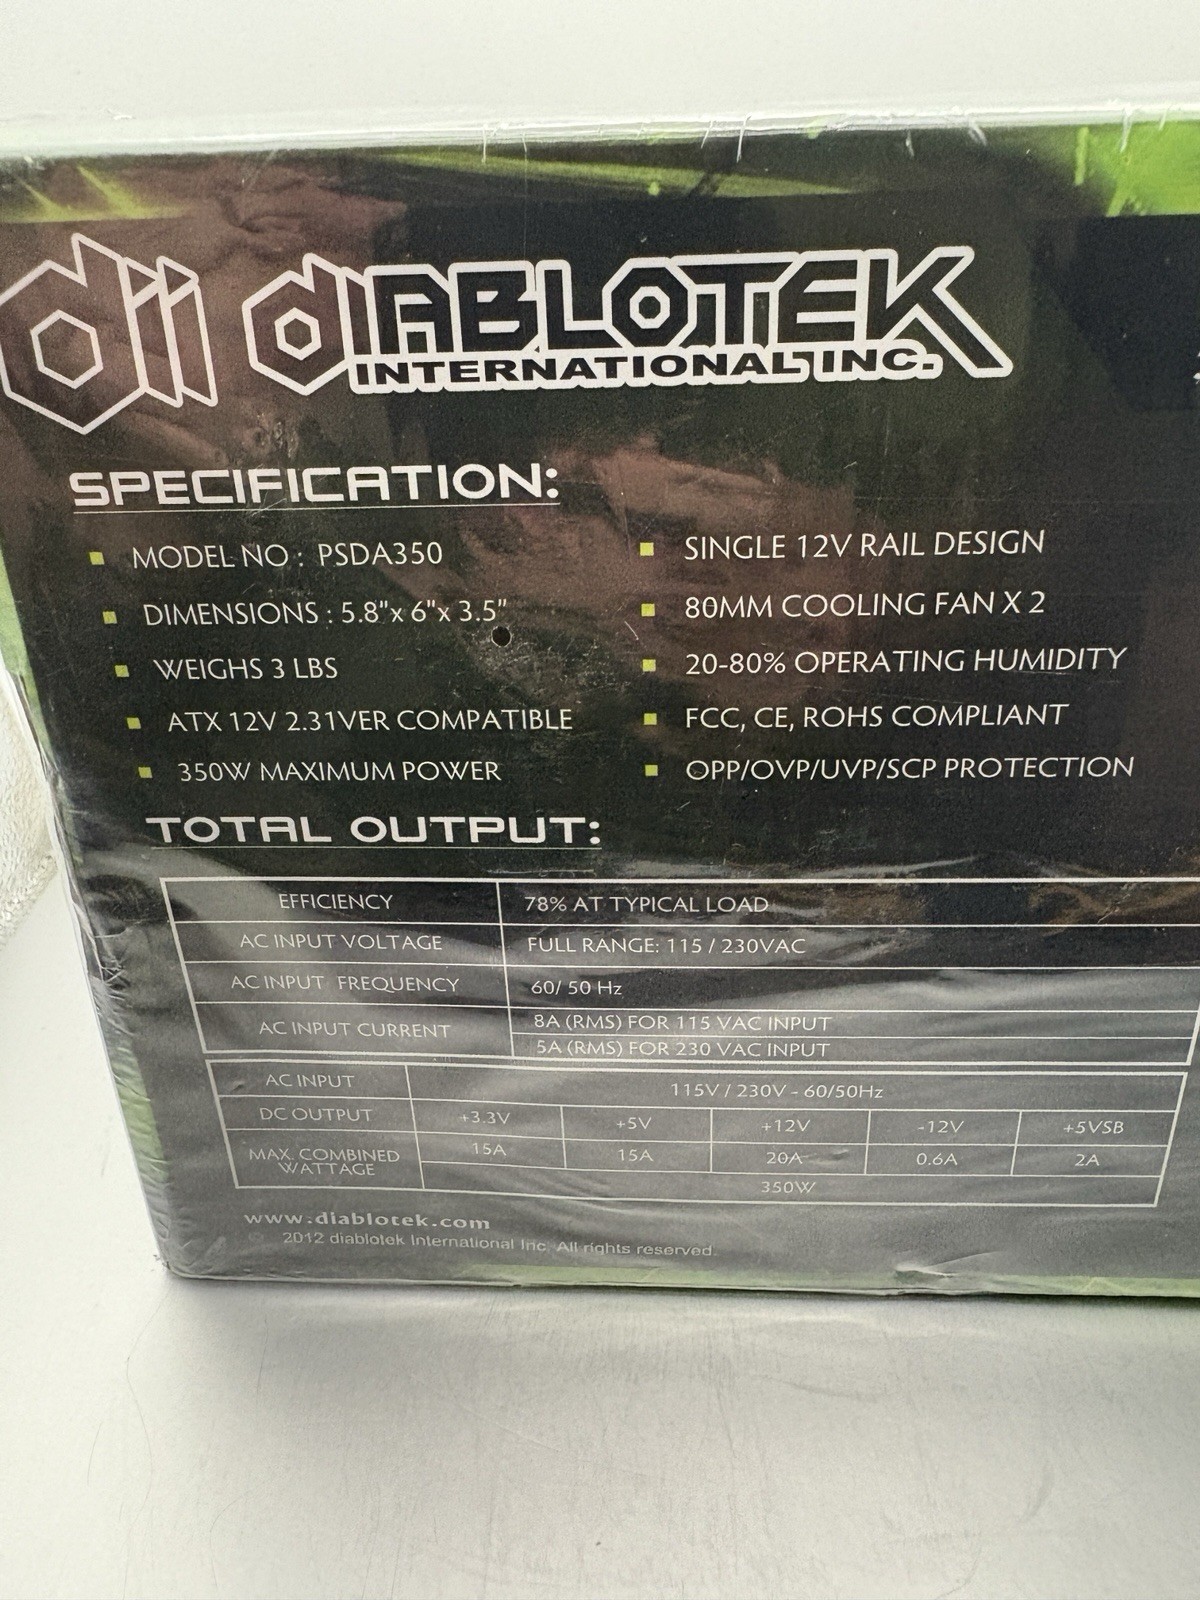 dii DIABLOTEK
INTERNATIONAL INC.
SPECIFICATION:
MODEL NO : PSDA350
DIMENSIONS : 5.8"x 6"x 3.5"
WEIGHS 3 LBS
ATX 12V 2.31VER COMPATIBLE
350W MAXIMUM POWER
SINGLE 12V RAIL DESIGN
80MM COOLING FAN X 2
20-80% OPERATING HUMIDITY
FCC, CE, ROHS COMPLIANT
OPP/OVP/UVP/SCP PROTECTION
TOTAL OUTPUT:
EFFICIENCY 78% AT TYPICAL LOAD
AC INPUT VOLTAGE FULL RANGE: 115 / 230VAC
AC INPUT FREQUENCY 60/ 50 Hz
AC INPUT CURRENT
8A (RMS) FOR 115 VAC INPUT
5A (RMS) FOR 230 VAC INPUT
AC INPUT 115V / 230V - 60/50Hz
DC OUTPUT +3.3V +5V +12V -12V +5VSB
MAX. COMBINED
WATTAGE
15A 15A 20A 0.6A 2A
350W
www.diablotek.com
© 2012 diablotek International Inc. All rights reserved.